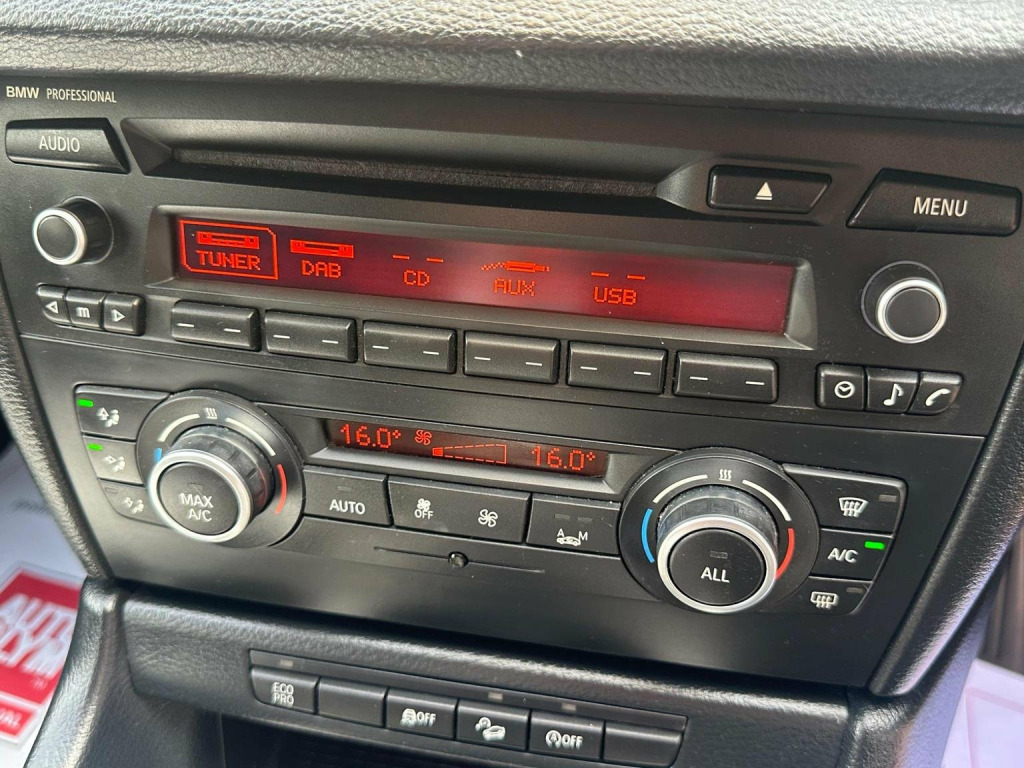 BMW PROFESSIONAL
AUDIO
MENU
TUNER
DAB
CD
AUX
USB
m
16.0°
16.0°
MAX
A/C
AUTO
OFF
A
M
ALL
A/C
ECO
PRO
OFF
OFF
AUTO